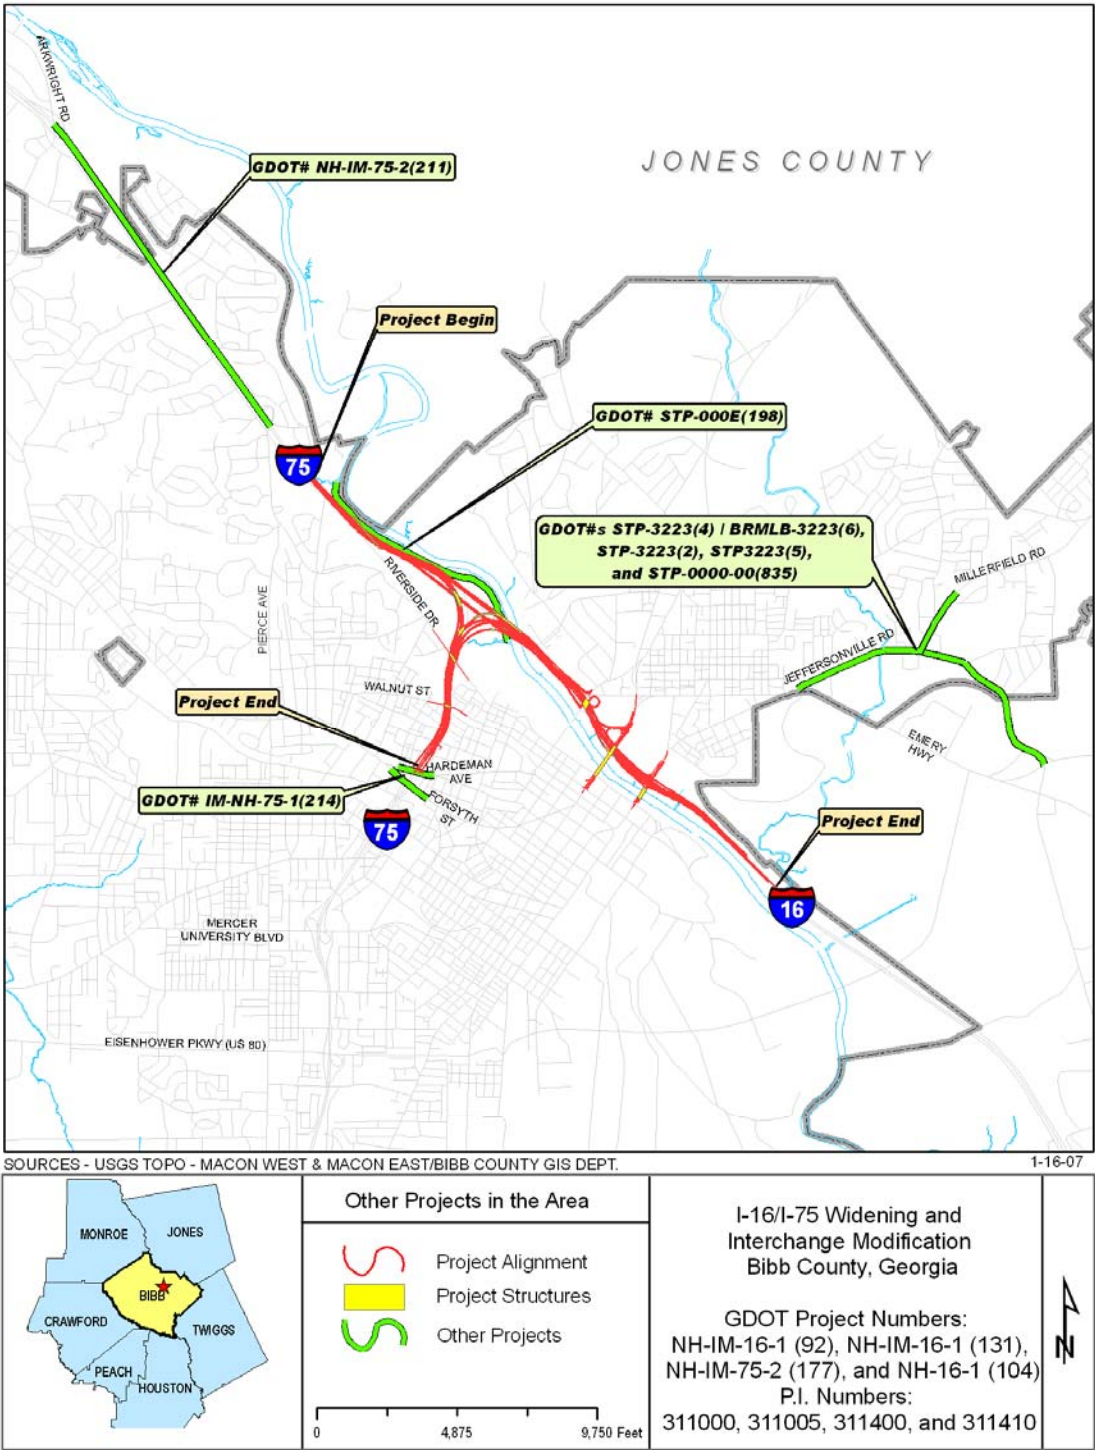 ARKWRIGHT RD
GDOT# NH-IM-75-2(211)
JONES COUNTY
Project Begin
GDOT# STP-000E(198)
75
GDOT#s STP-3223(4) / BRMLB-3223(6),
STP-3223(2), STP3223(5),
and STP-0000-00(835)
MILLERFIELD RD
RIVERSIDE DR
PIERCE AVE
JEFFERSONVILLE RD
WALNUT ST
Project End
EMERY
HWY
HARDEMAN
AVE
GDOT# IM-NH-75-1(214)
FORSYTH
ST
75
Project End
16
MERCER
UNIVERSITY BLVD
EISENHOWER PKWY (US 80)
SOURCES - USGS TOPO - MACON WEST & MACON EAST/BIBB COUNTY GIS DEPT.
1-16-07
MONROE
JONES
BIBB
CRAWFORD
TWIGGS
PEACH
HOUSTON
Other Projects in the Area
Project Alignment
Project Structures
Other Projects
0 4,875 9,750 Feet
I-16/I-75 Widening and
Interchange Modification
Bibb County, Georgia
GDOT Project Numbers:
NH-IM-16-1 (92), NH-IM-16-1 (131),
NH-IM-75-2 (177), and NH-16-1 (104)
P.I. Numbers:
311000, 311005, 311400, and 311410
N